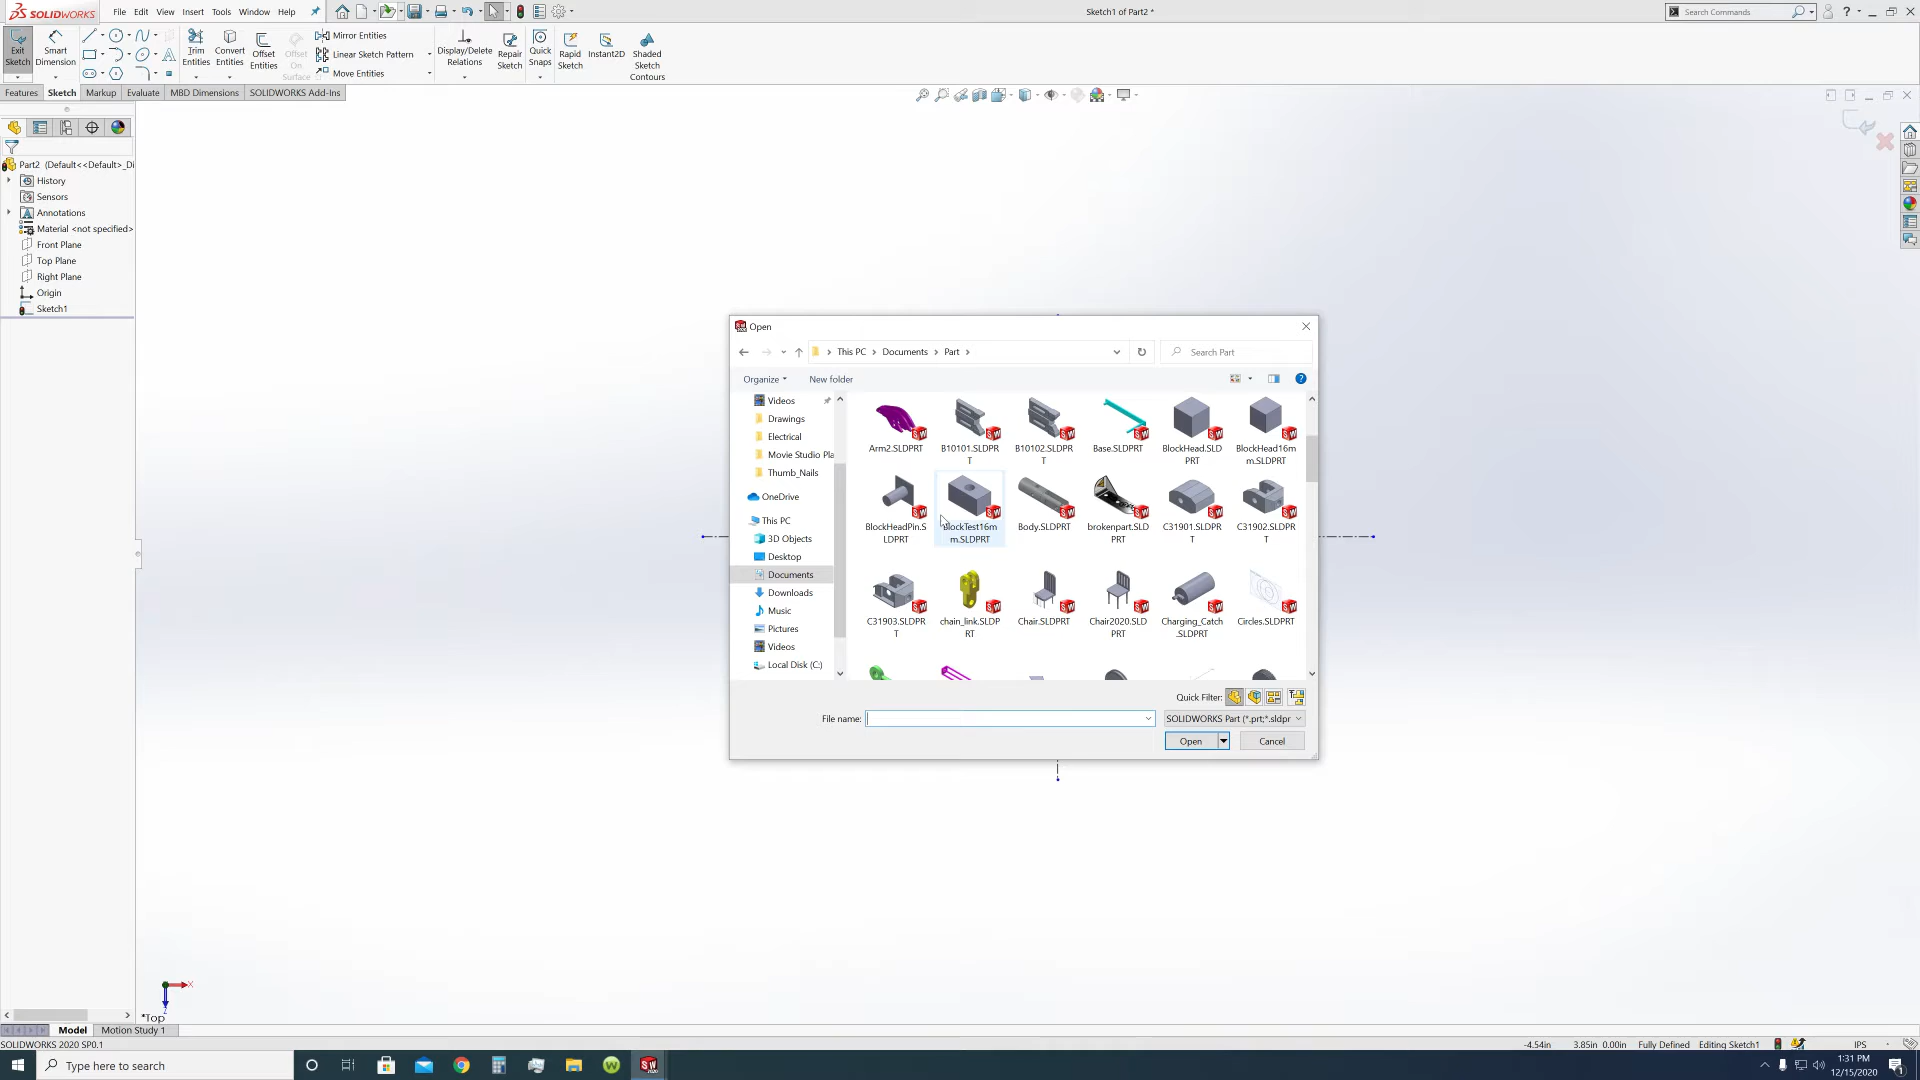 SOLIDWORKS File Edit View Insert Tools Window Help Sketch1 of Part2 * Search Commands
Exit Sketch Smart Dimension Trim Entities Convert Entities Offset Entities Offset On Surface Mirror Entities Linear Sketch Pattern Move Entities Display/Delete Relations Repair Sketch Quick Snaps Rapid Sketch Instant2D Shaded Sketch Contours
Features Sketch Markup Evaluate MBD Dimensions SOLIDWORKS Add-Ins
Part2 (Default<<Default>_Di
History
Sensors
Annotations
Material <not specified>
Front Plane
Top Plane
Right Plane
Origin
Sketch1
Open
This PC Documents Part Search Part
Organize New folder
Videos
Drawings
Electrical
Movie Studio Pla
Thumb_Nails
OneDrive
This PC
3D Objects
Desktop
Documents
Downloads
Music
Pictures
Videos
Local Disk (C:)
Arm2.SLDPRT B10101.SLDPRT B10102.SLDPRT Base.SLDPRT BlockHead.SLDPRT BlockHead16mm.SLDPRT
BlockHeadPin.SLDPRT BlockTest16mm.SLDPRT Body.SLDPRT brokenpart.SLDPRT C31901.SLDPRT C31902.SLDPRT
C31903.SLDPRT chain_link.SLDPRT Chair.SLDPRT Chair2020.SLDPRT Charging_Catch.SLDPRT Circles.SLDPRT
Quick Filter:
File name: SOLIDWORKS Part (*.prt;*.sldpr
Open Cancel
X
Z
*Top
Model Motion Study 1
SOLIDWORKS 2020 SP0.1 -4.54in 3.85in 0.00in Fully Defined Editing Sketch1 IPS
Type here to search 1:31 PM
12/15/2020